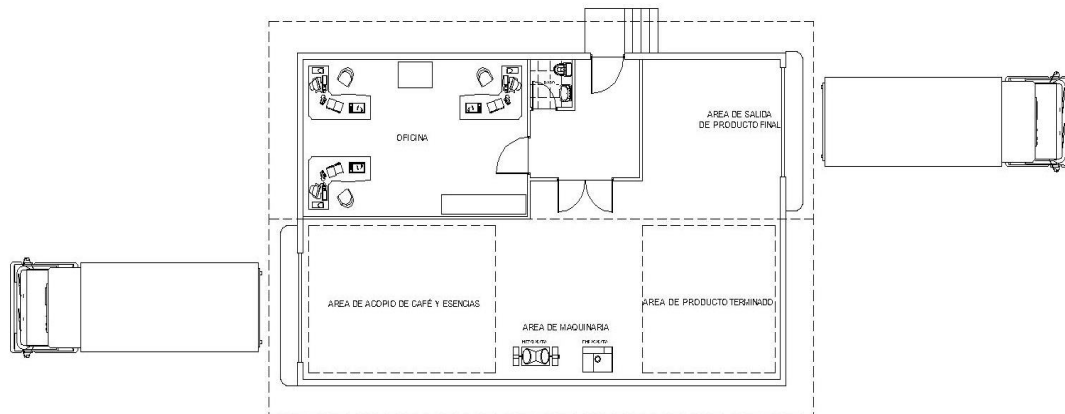 AREA DE SALIDA
DE PRODUCTO FINAL
OFICINA
AREA DE ACOPIO DE CAFÉ Y ESENCIAS
AREA DE PRODUCTO TERMINADO
AREA DE MAQUINARIA